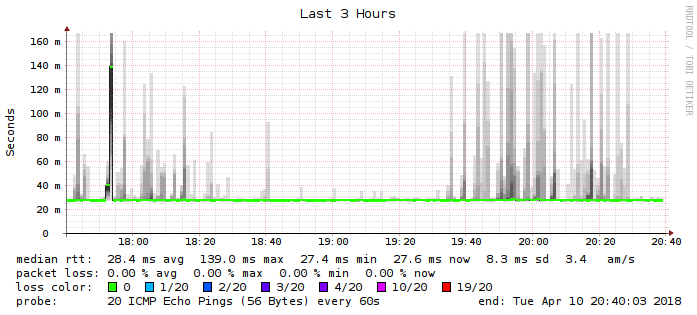 Last 3 Hours
RRDTOOL / TOBI OETIKER
Seconds
160 m
140 m
120 m
100 m
80 m
60 m
40 m
20 m
0
18:00 18:20 18:40 19:00 19:20 19:40 20:00 20:20 20:40
median rtt: 28.4 ms avg 139.0 ms max 27.4 ms min 27.6 ms now 8.3 ms sd 3.4 am/s
packet loss: 0.00 % avg 0.00 % max 0.00 % min 0.00 % now
loss color: 0 1/20 2/20 3/20 4/20 10/20 19/20
probe: 20 ICMP Echo Pings (56 Bytes) every 60s end: Tue Apr 10 20:40:03 2018